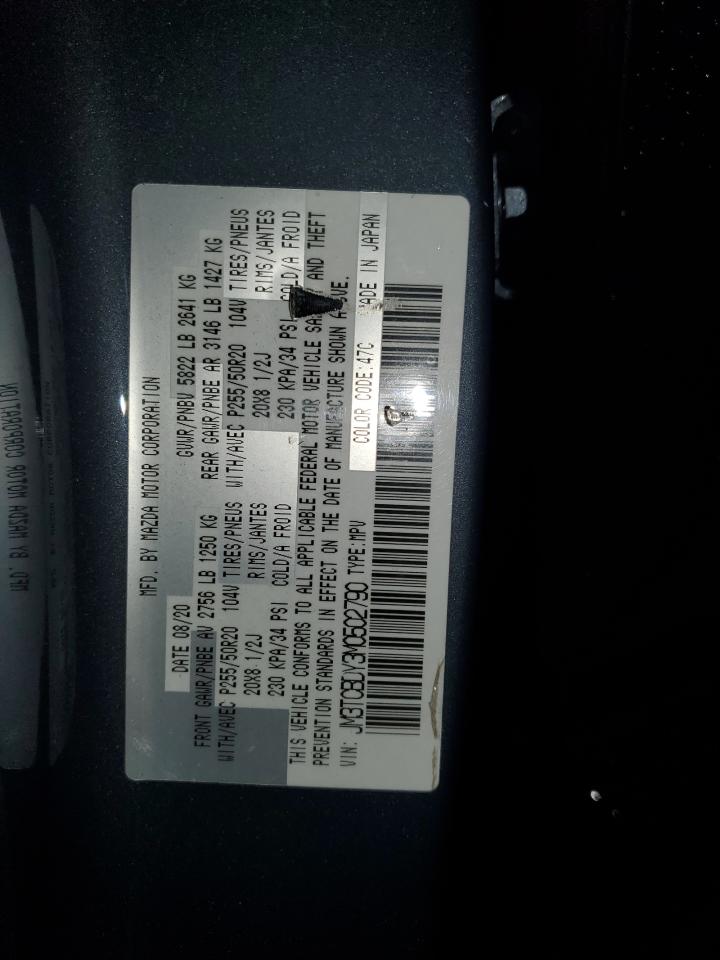 MFD. BY MAZDA MOTOR CORPORATION
DATE 08/20 GVWR/PNBV 5822 LB 2641 KG
FRONT GAWR/PNBE AV 2756 LB 1250 KG REAR GAWR/PNBE AR 3146 LB 1427 KG
WITH/AVEC P255/50R20 104V TIRES/PNEUS WITH/AVEC P255/50R20 104V TIRES/PNEUS
20X8 1/2J RIMS/JANTES 20X8 1/2J RIMS/JANTES
230 KPA/34 PSI COLD/A FROID 230 KPA/34 PSI COLD/A FROID
THIS VEHICLE CONFORMS TO ALL APPLICABLE FEDERAL MOTOR VEHICLE AND THEFT
PREVENTION STANDARDS IN EFFECT ON THE DATE OF MANUFACTURE SHOWN
VIN: JM3TCBDY3M0502790 TYPE:MPV COLOR CODE:47C MADE IN JAPAN